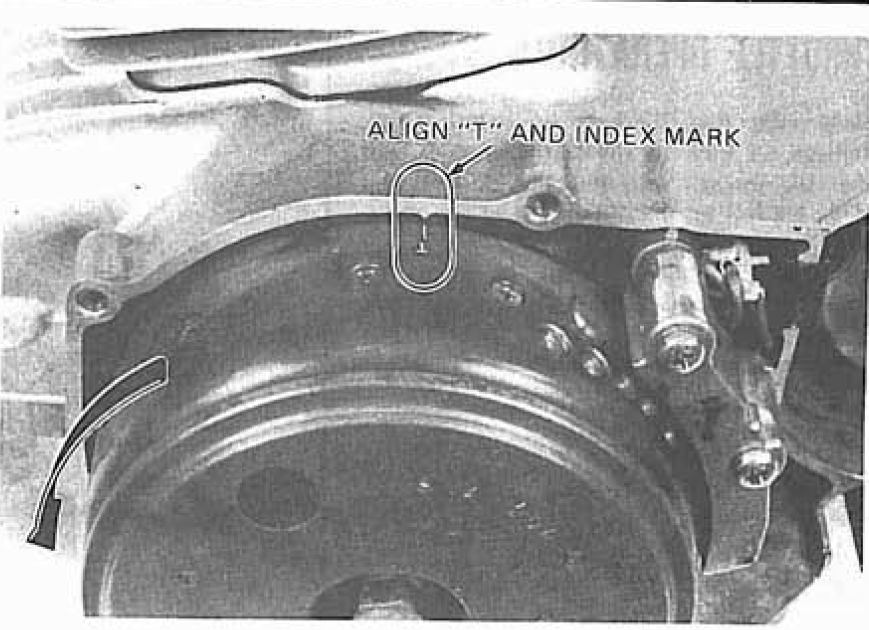 ALIGN "T" AND INDEX MARK
T